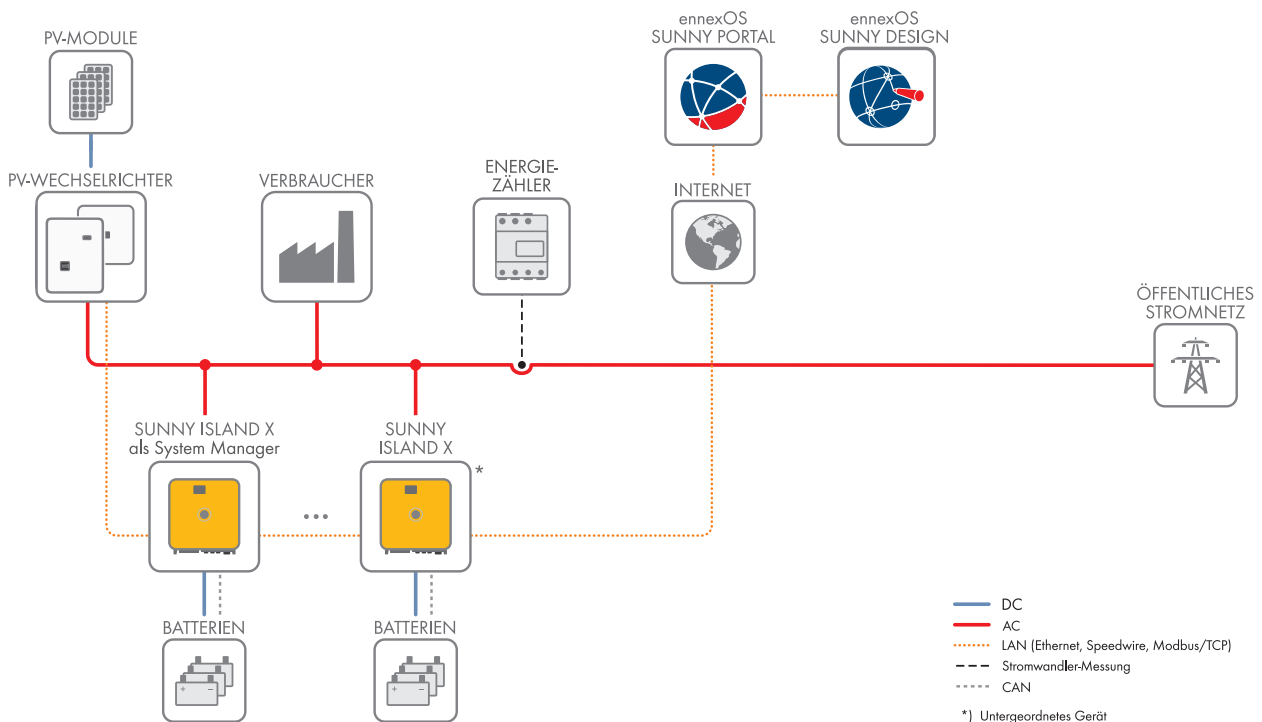 PV-MODULE
ennexOS
SUNNY PORTAL
ennexOS
SUNNY DESIGN
PV-WECHSELRICHTER
VERBRAUCHER
ENERGIE-
ZÄHLER
INTERNET
ÖFFENTLICHES
STROMNETZ
SUNNY ISLAND X
als System Manager
SUNNY
ISLAND X
*
...
BATTERIEN
BATTERIEN
DC
AC
LAN (Ethernet, Speedwire, Modbus/TCP)
Stromwandler-Messung
CAN
*) Untergeordnetes Gerät